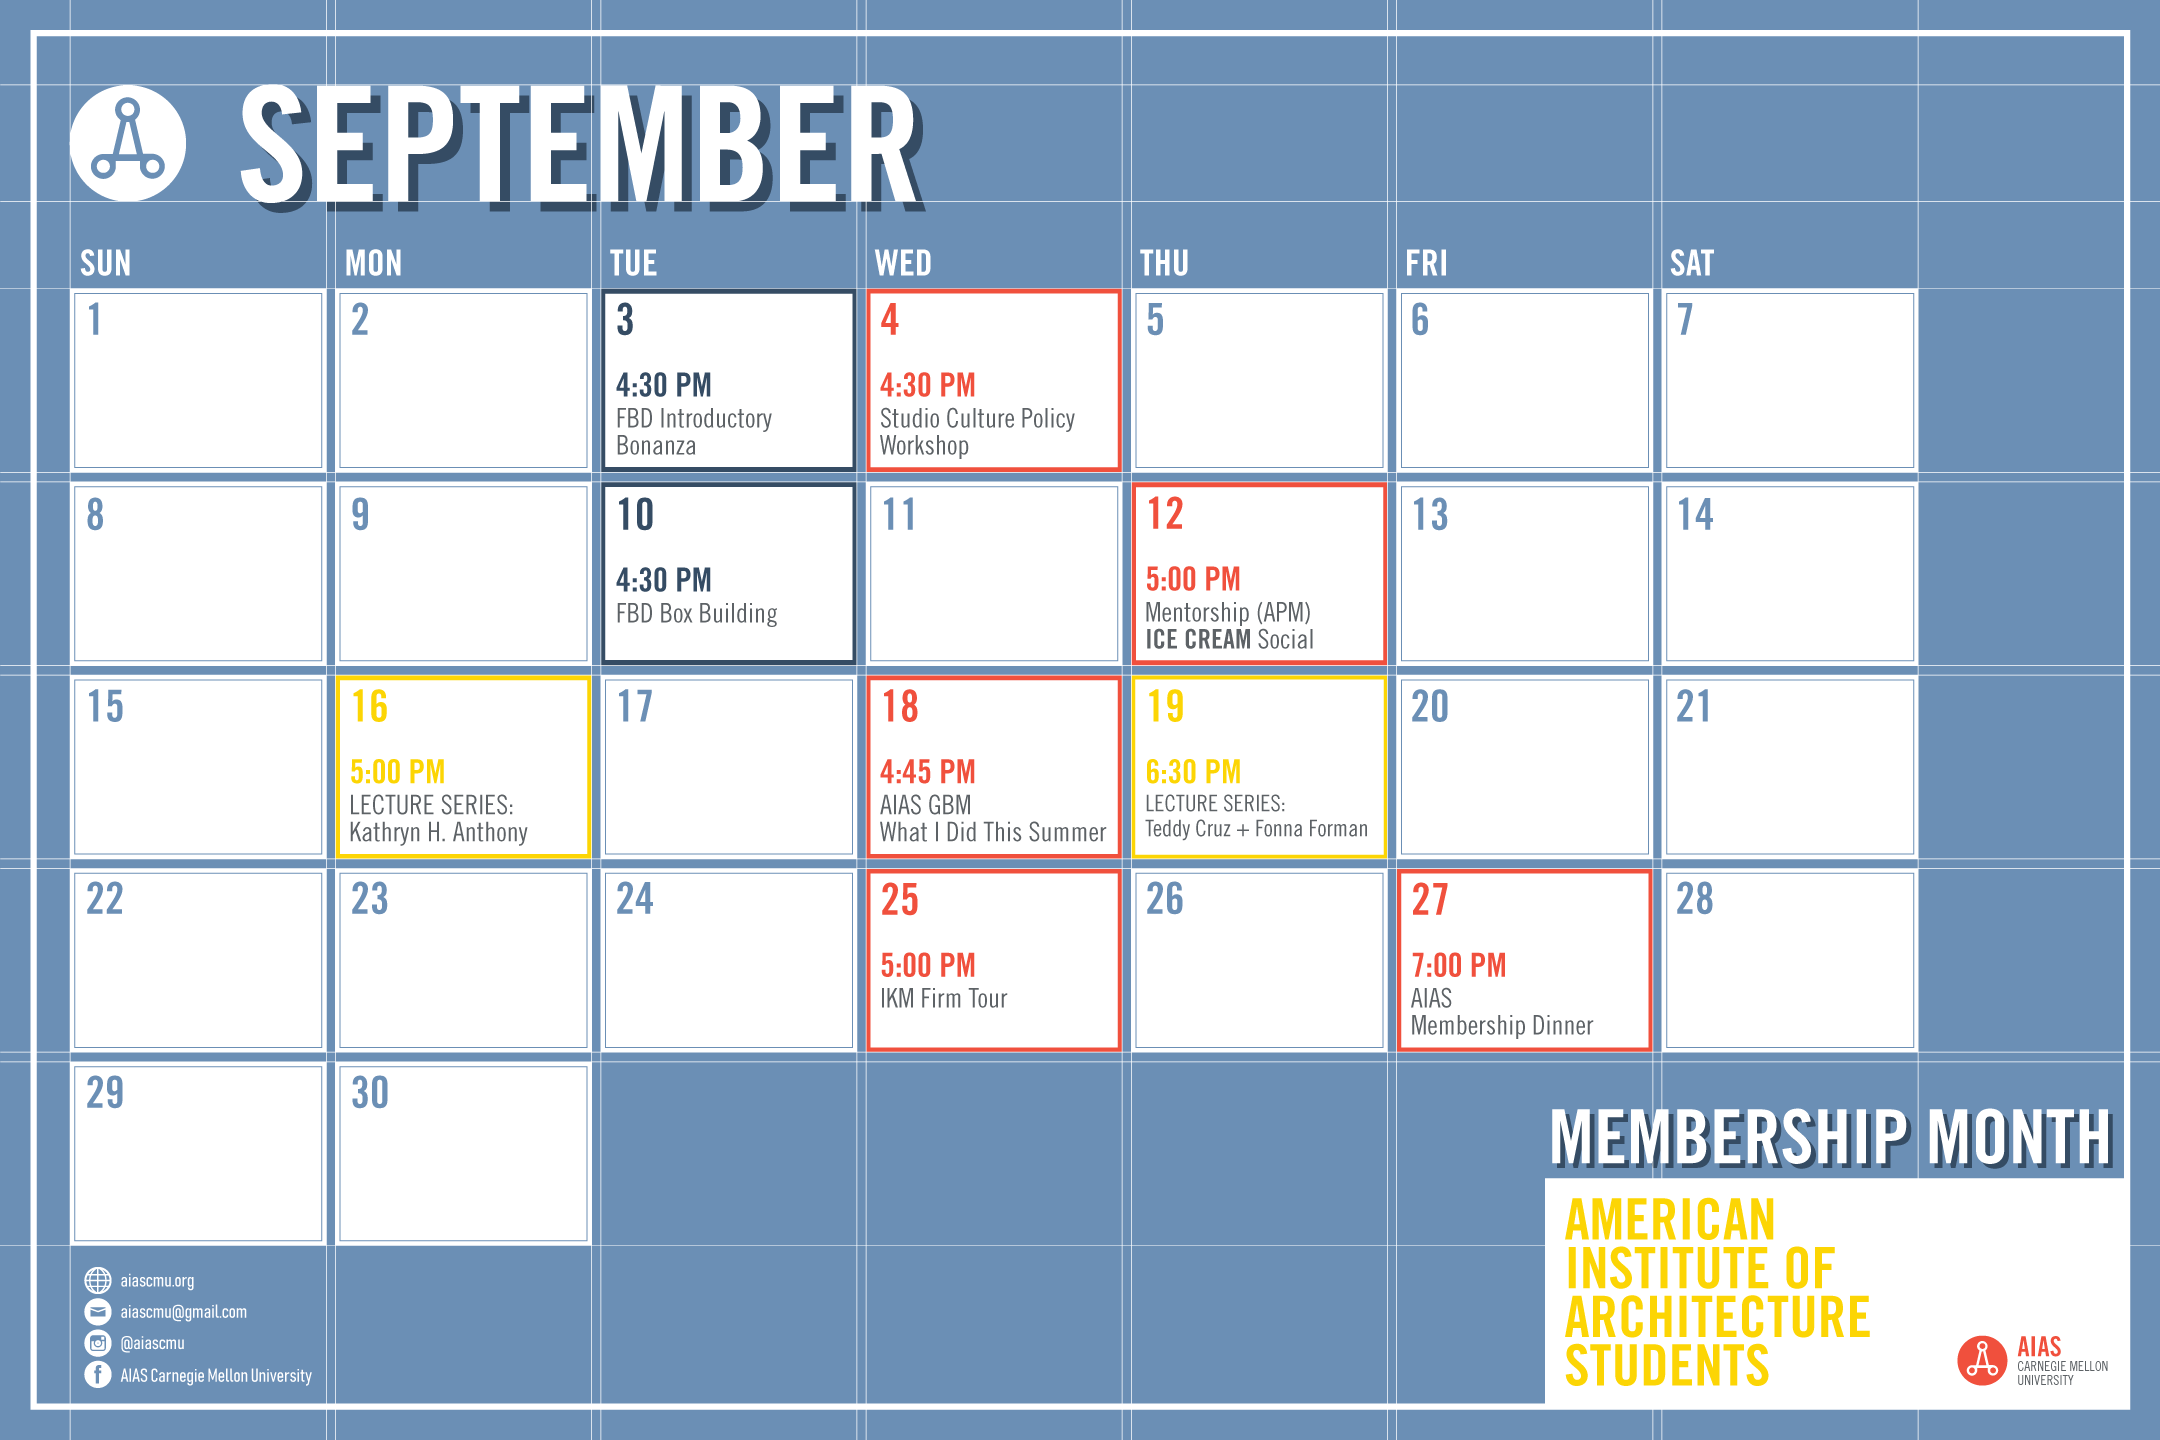 SEPTEMBER
SUN MON TUE WED THU FRI SAT
1
2
3
4:30 PM
FBD Introductory
Bonanza
4
4:30 PM
Studio Culture Policy
Workshop
5
6
7
8
9
10
4:30 PM
FBD Box Building
11
12
5:00 PM
Mentorship (APM)
ICE CREAM Social
13
14
15
16
5:00 PM
LECTURE SERIES:
Kathryn H. Anthony
17
18
4:45 PM
AIAS GBM
What I Did This Summer
19
6:30 PM
LECTURE SERIES:
Teddy Cruz + Fonna Forman
20
21
22
23
24
25
5:00 PM
IKM Firm Tour
26
27
7:00 PM
AIAS
Membership Dinner
28
29
30
MEMBERSHIP MONTH
AMERICAN
INSTITUTE OF
ARCHITECTURE
STUDENTS
AIAS
CARNEGIE MELLON
UNIVERSITY
aiascmu.org
aiascmu@gmail.com
@aiascmu
AIAS Carnegie Mellon University